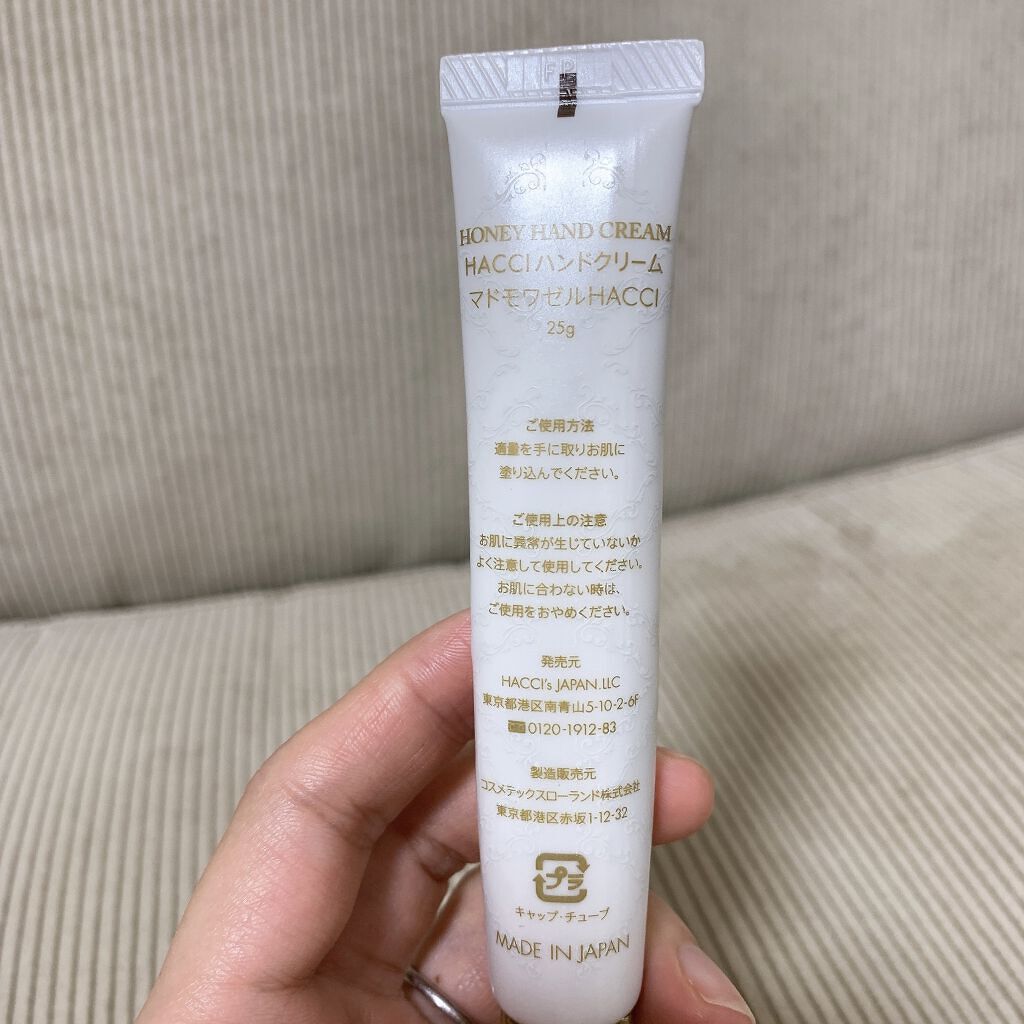 FP
HONEY HAND CREAM
HACCIハンドクリーム
マドモワゼルHACCI
25g
ご使用方法
適量を手に取りお肌に
塗り込んでください。
ご使用上の注意
お肌に異常が生じていないか
よく注意して使用してください。
お肌に合わない時は、
ご使用をおやめください。
発売元
HACCI's JAPAN.LLC
東京都港区南青山5-10-2-6F
0120-1912-83
製造販売元
コスメテックスローランド株式会社
東京都港区赤坂1-12-32
プラ
キャップ・チューブ
MADE IN JAPAN